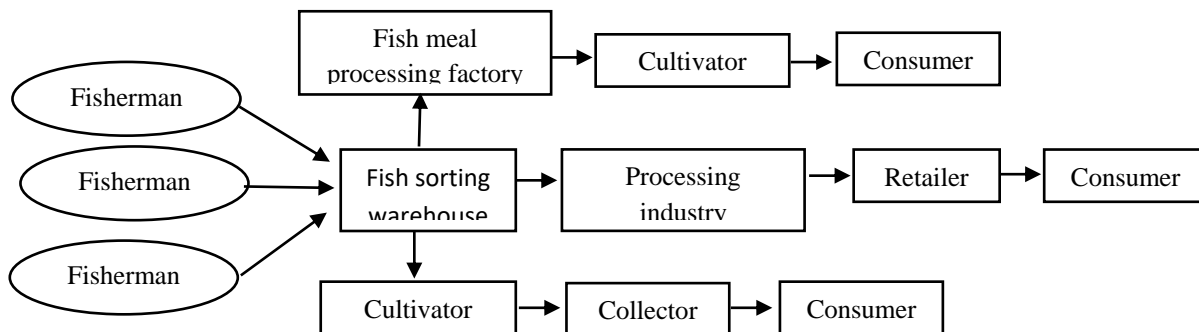 Fish meal
processing factory
Cultivator
Consumer
Fisherman
Fisherman
Fisherman
Fish sorting
warehouse
Processing
industry
Retailer
Consumer
Cultivator
Collector
Consumer